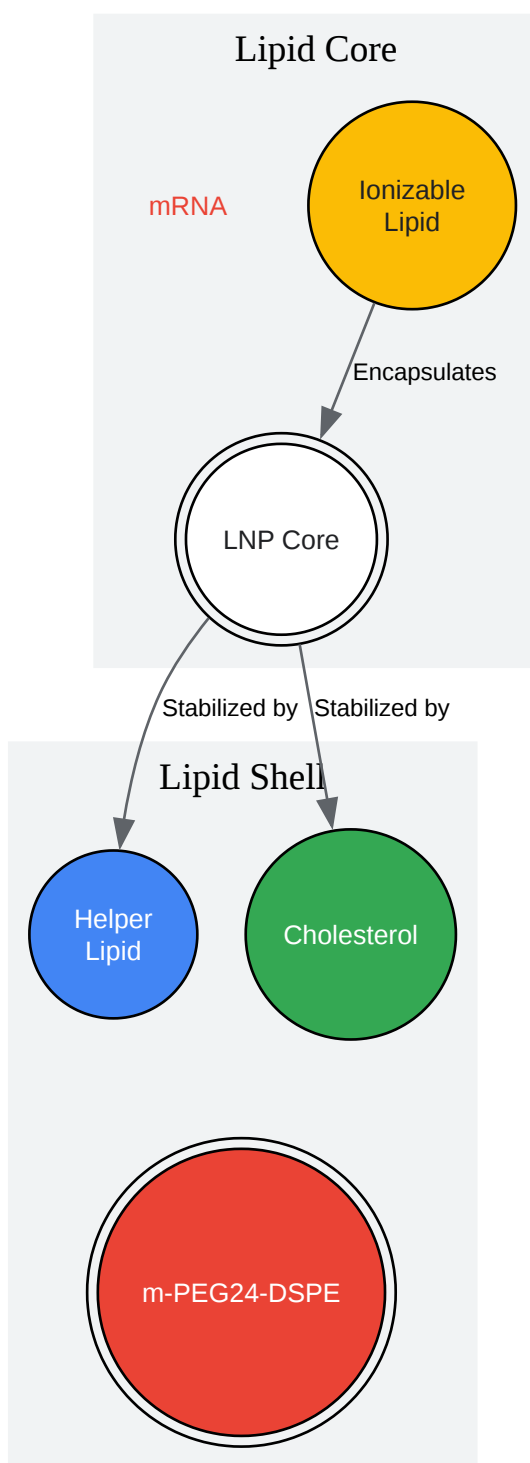 Lipid Core
mRNA
Ionizable
Lipid
Encapsulates
LNP Core
Stabilized by
Stabilized by
Lipid Shell
Helper
Lipid
Cholesterol
m-PEG24-DSPE